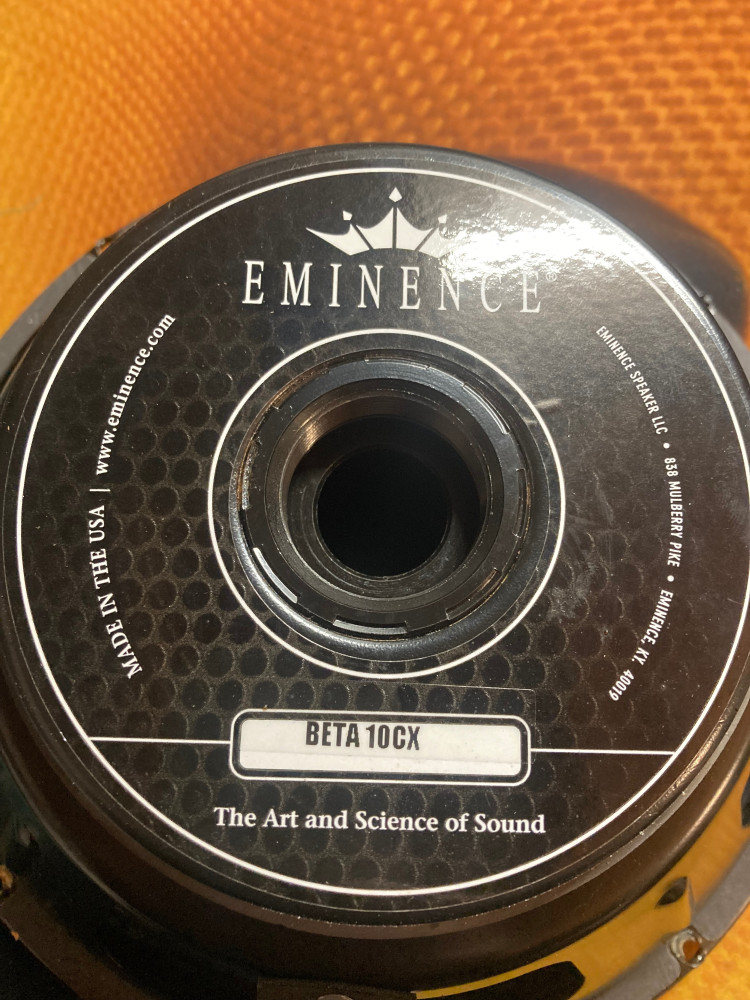 EMINENCE®
MADE IN THE USA | www.eminence.com
EMINENCE SPEAKER LLC • 838 MULBERRY PIKE • EMINENCE, KY. 40019
BETA 10CX
The Art and Science of Sound